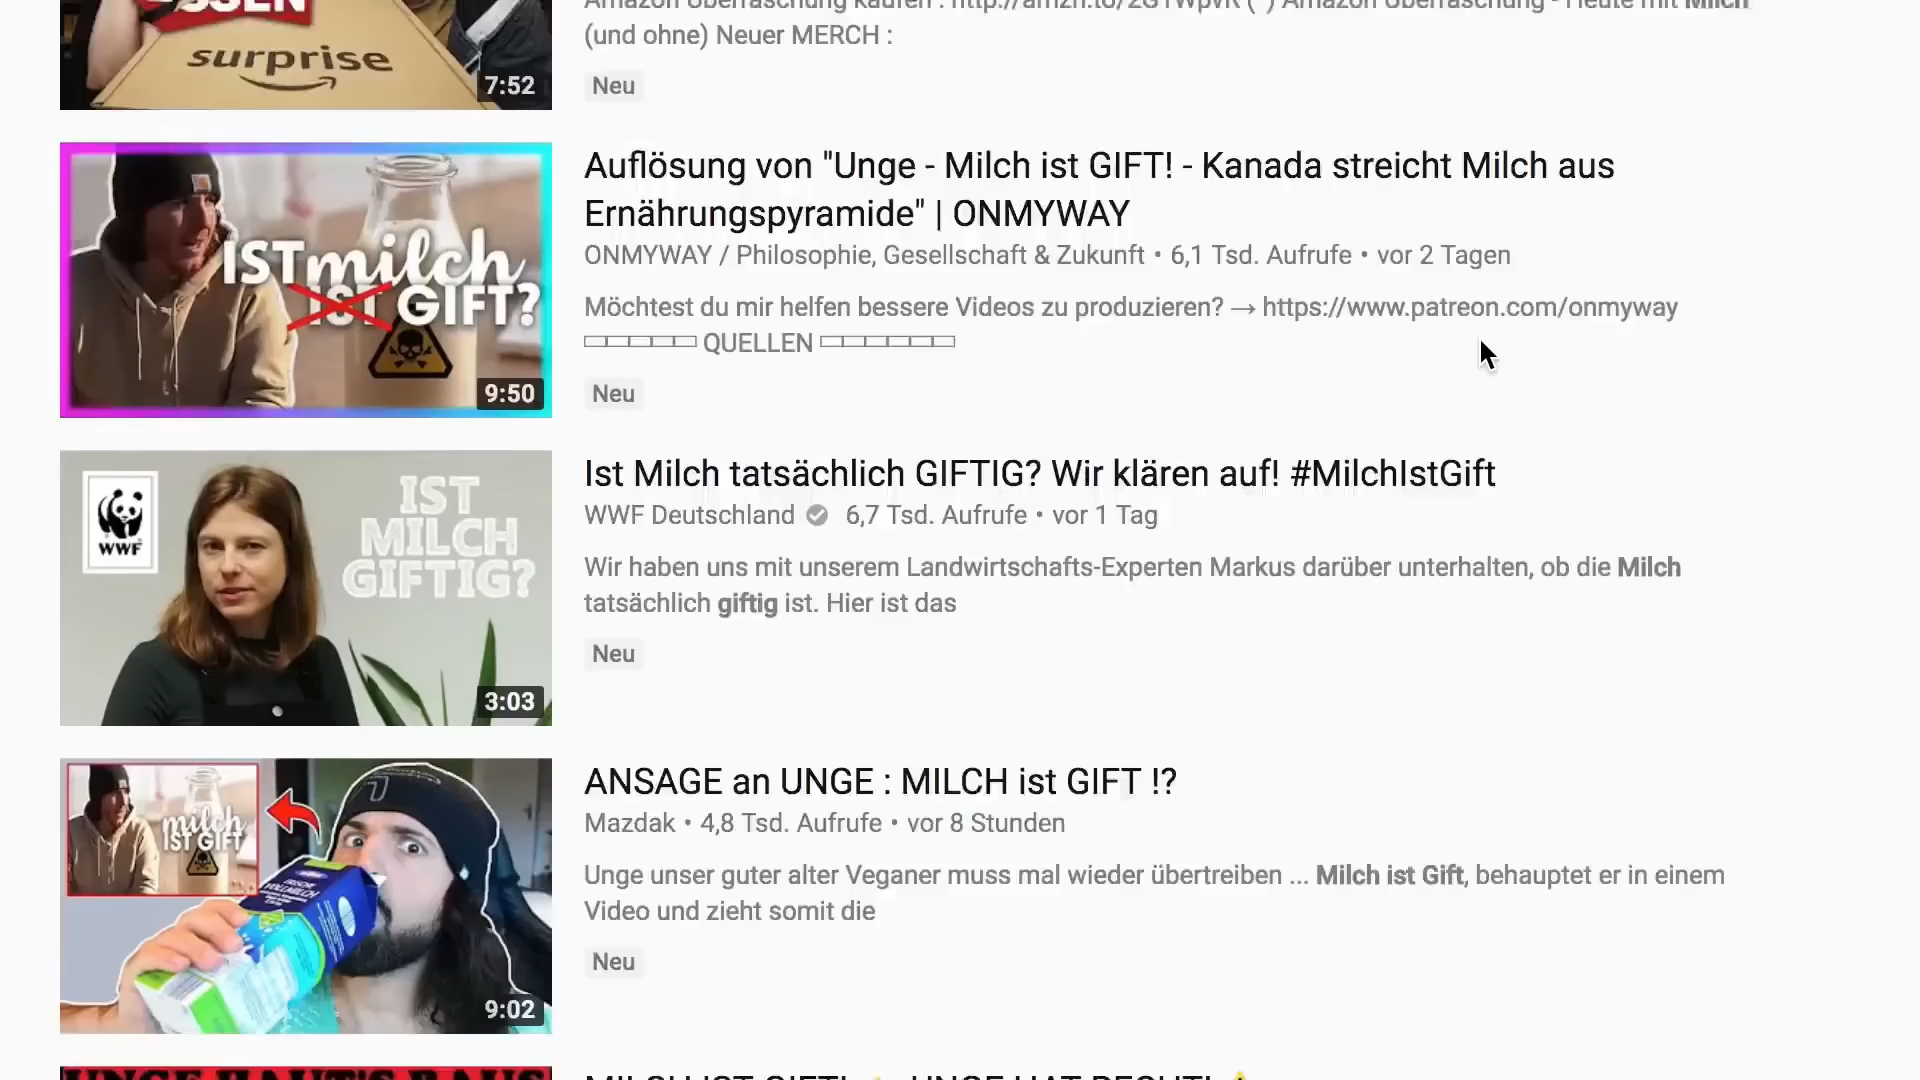 surprise
7:52
(und ohne) Neuer MERCH :
Neu
IST milch
IST GIFT?
9:50
Auflösung von "Unge - Milch ist GIFT! - Kanada streicht Milch aus
Ernährungspyramide" | ONMYWAY
ONMYWAY / Philosophie, Gesellschaft & Zukunft • 6,1 Tsd. Aufrufe • vor 2 Tagen
Möchtest du mir helfen bessere Videos zu produzieren? → https://www.patreon.com/onmyway
QUELLEN
Neu
WWF
IST
MILCH
GIFTIG?
3:03
Ist Milch tatsächlich GIFTIG? Wir klären auf! #MilchIstGift
WWF Deutschland 6,7 Tsd. Aufrufe • vor 1 Tag
Wir haben uns mit unserem Landwirtschafts-Experten Markus darüber unterhalten, ob die Milch
tatsächlich giftig ist. Hier ist das
Neu
milch
IST GIFT
9:02
ANSAGE an UNGE : MILCH ist GIFT !?
Mazdak • 4,8 Tsd. Aufrufe • vor 8 Stunden
Unge unser guter alter Veganer muss mal wieder übertreiben ... Milch ist Gift, behauptet er in einem
Video und zieht somit die
Neu